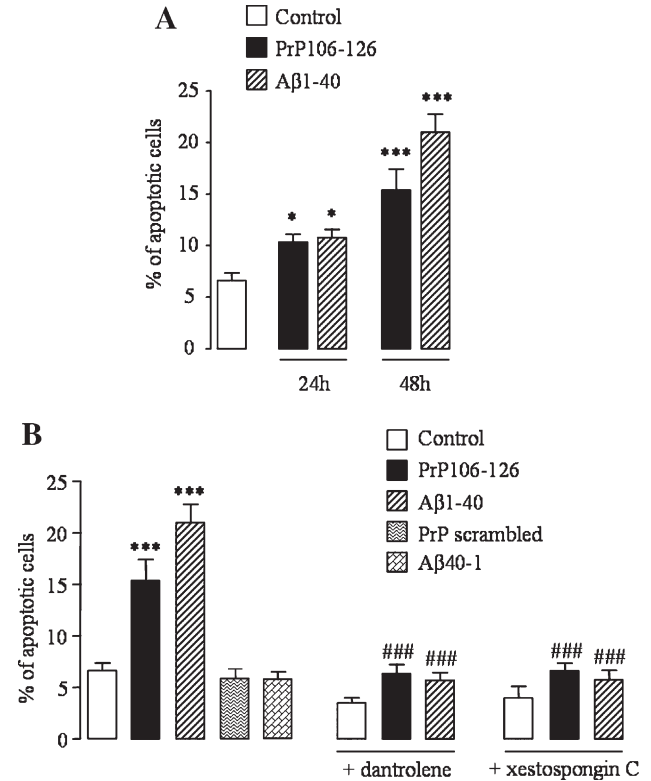 A
Control
PrP106-126
Aβ1-40
% of apoptotic cells
25
20
15
10
5
0
*
*
***
***
24h
48h
B
Control
PrP106-126
Aβ1-40
PrP scrambled
Aβ40-1
% of apoptotic cells
25
20
15
10
5
0
***
***
###
###
###
###
+ dantrolene
+ xestospongin C